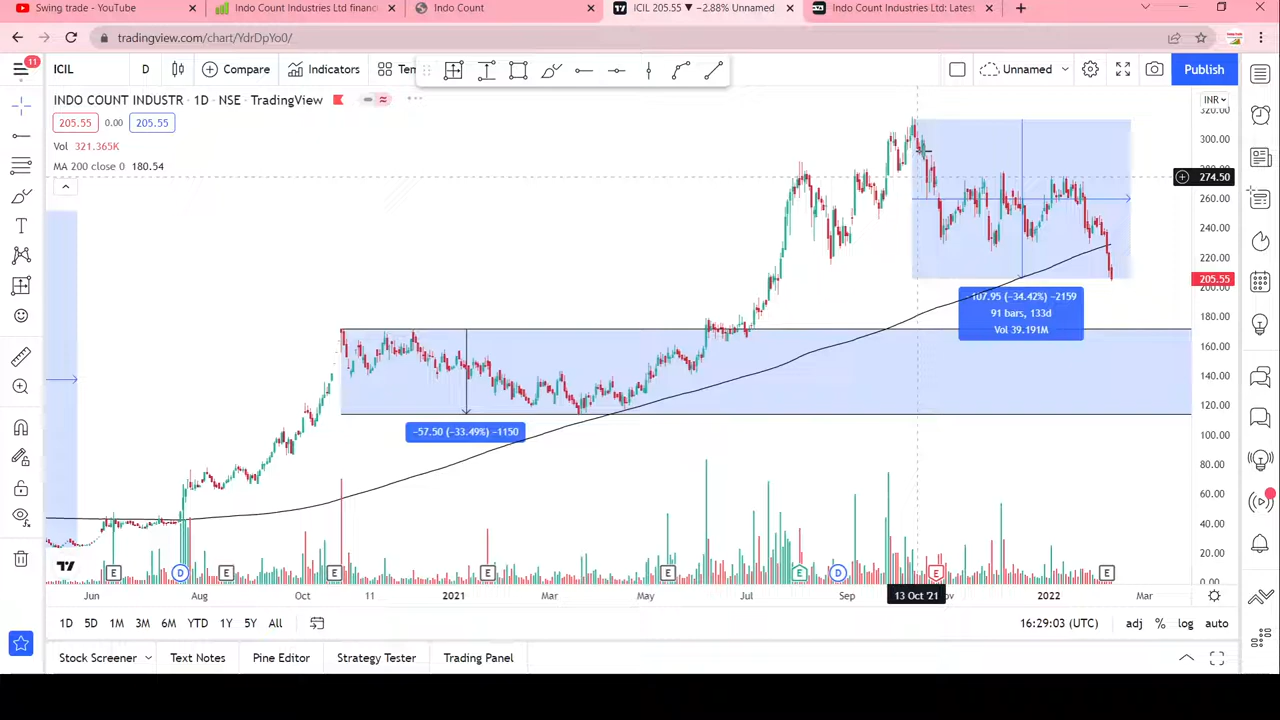 Swing trade - YouTube
Indo Count Industries Ltd financ
Indo Count
ICIL 205.55 ▼ −2.88% Unnamed
Indo Count Industries Ltd: Latest
tradingview.com/chart/YdrDpYo0/
11
ICIL
D
Compare
Indicators
Tem
Unnamed
Publish
INDO COUNT INDUSTR · 1D · NSE · TradingView
INR
205.55
0.00
205.55
Vol 321.365K
MA 200 close 0 180.54
320.00
300.00
280.00
274.50
260.00
240.00
220.00
205.55
200.00
180.00
160.00
140.00
120.00
100.00
80.00
60.00
40.00
20.00
0.00
−107.95 (−34.42%) −2159
91 bars, 133d
Vol 39.191M
−57.50 (−33.49%) −1150
E
D
E
E
E
E
E
D
E
E
Jun
Aug
Oct
11
2021
Mar
May
Jul
Sep
13 Oct '21
Nov
2022
Mar
1D
5D
1M
3M
6M
YTD
1Y
5Y
All
16:29:03 (UTC)
adj
%
log
auto
Stock Screener
Text Notes
Pine Editor
Strategy Tester
Trading Panel